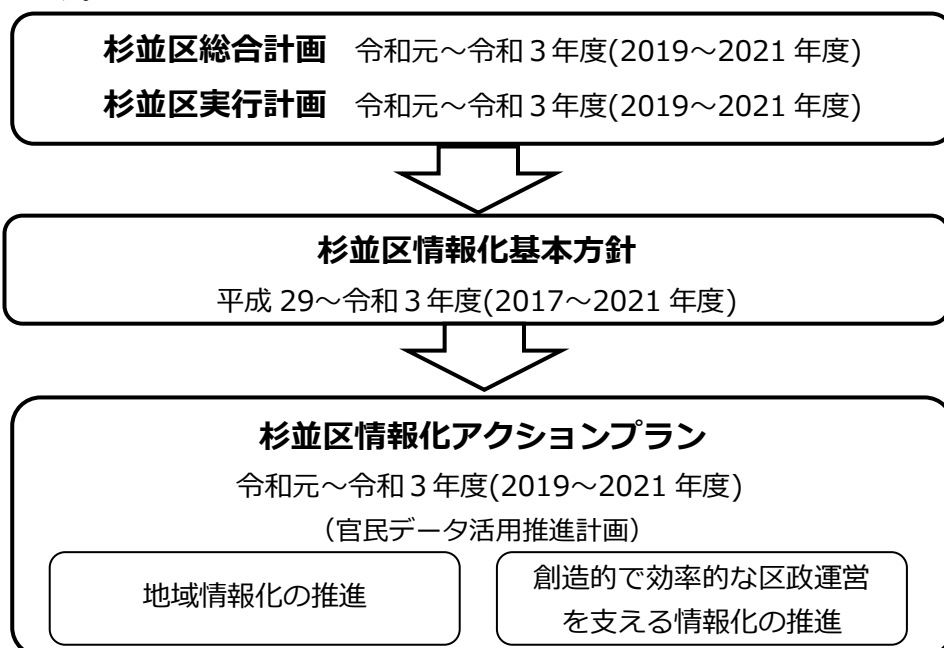 杉並区総合計画 令和元～令和３年度(2019～2021 年度)
杉並区実行計画 令和元～令和３年度(2019～2021 年度)
杉並区情報化基本方針
平成 29～令和３年度(2017～2021 年度)
杉並区情報化アクションプラン
令和元～令和３年度(2019～2021 年度)
（官民データ活用推進計画）
地域情報化の推進
創造的で効率的な区政運営
を支える情報化の推進